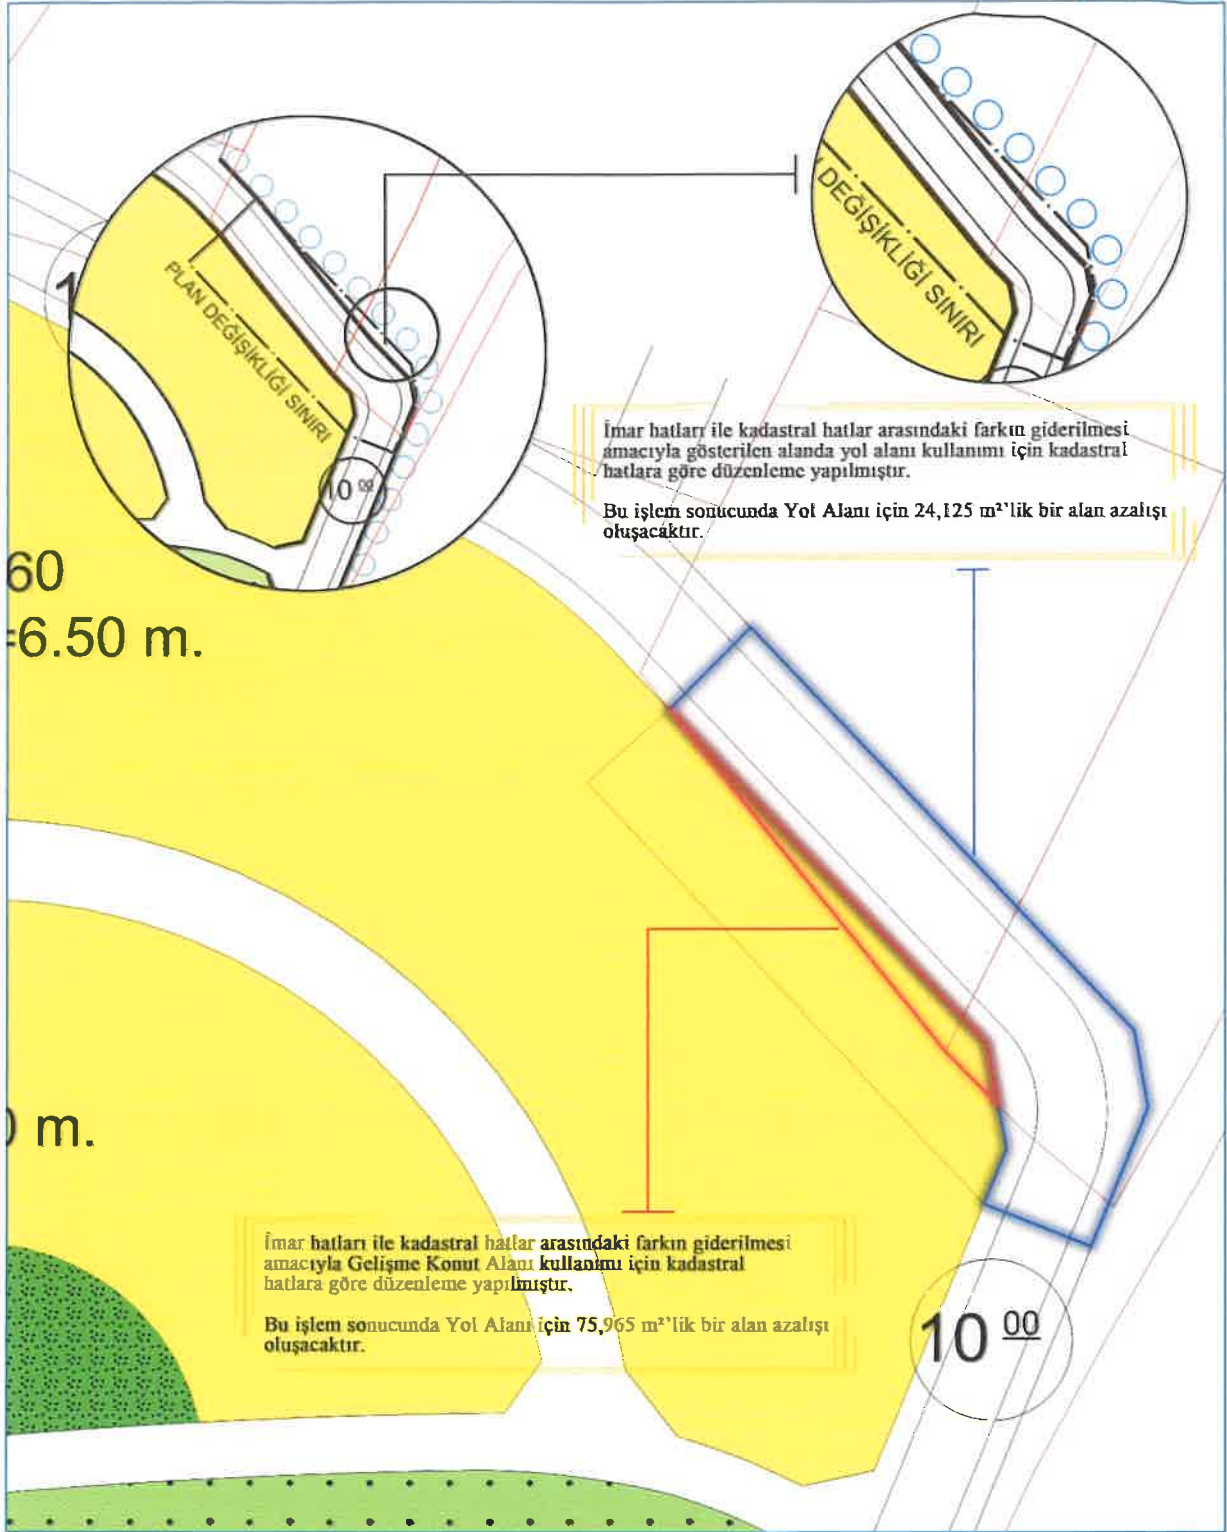 PLAN DEĞİŞİKLİĞİ SINIRI
10 00
DEĞİŞİKLİĞİ SINIRI
İmar hatları ile kadastral hatlar arasındaki farkın giderilmesi
amacıyla gösterilen alanda yol alanı kullanımı için kadastral
hatlara göre düzenleme yapılmıştır.
Bu işlem sonucunda Yol Alanı için 24,125 m²'lik bir alan azalışı
oluşacaktır.
60
=6.50 m.
m.
İmar hatları ile kadastral hatlar arasındaki farkın giderilmesi
amacıyla Gelişme Konut Alanı kullanımı için kadastral
hatlara göre düzenleme yapılmıştır.
Bu işlem sonucunda Yol Alanı için 75,965 m²'lik bir alan azalışı
oluşacaktır.
10 00